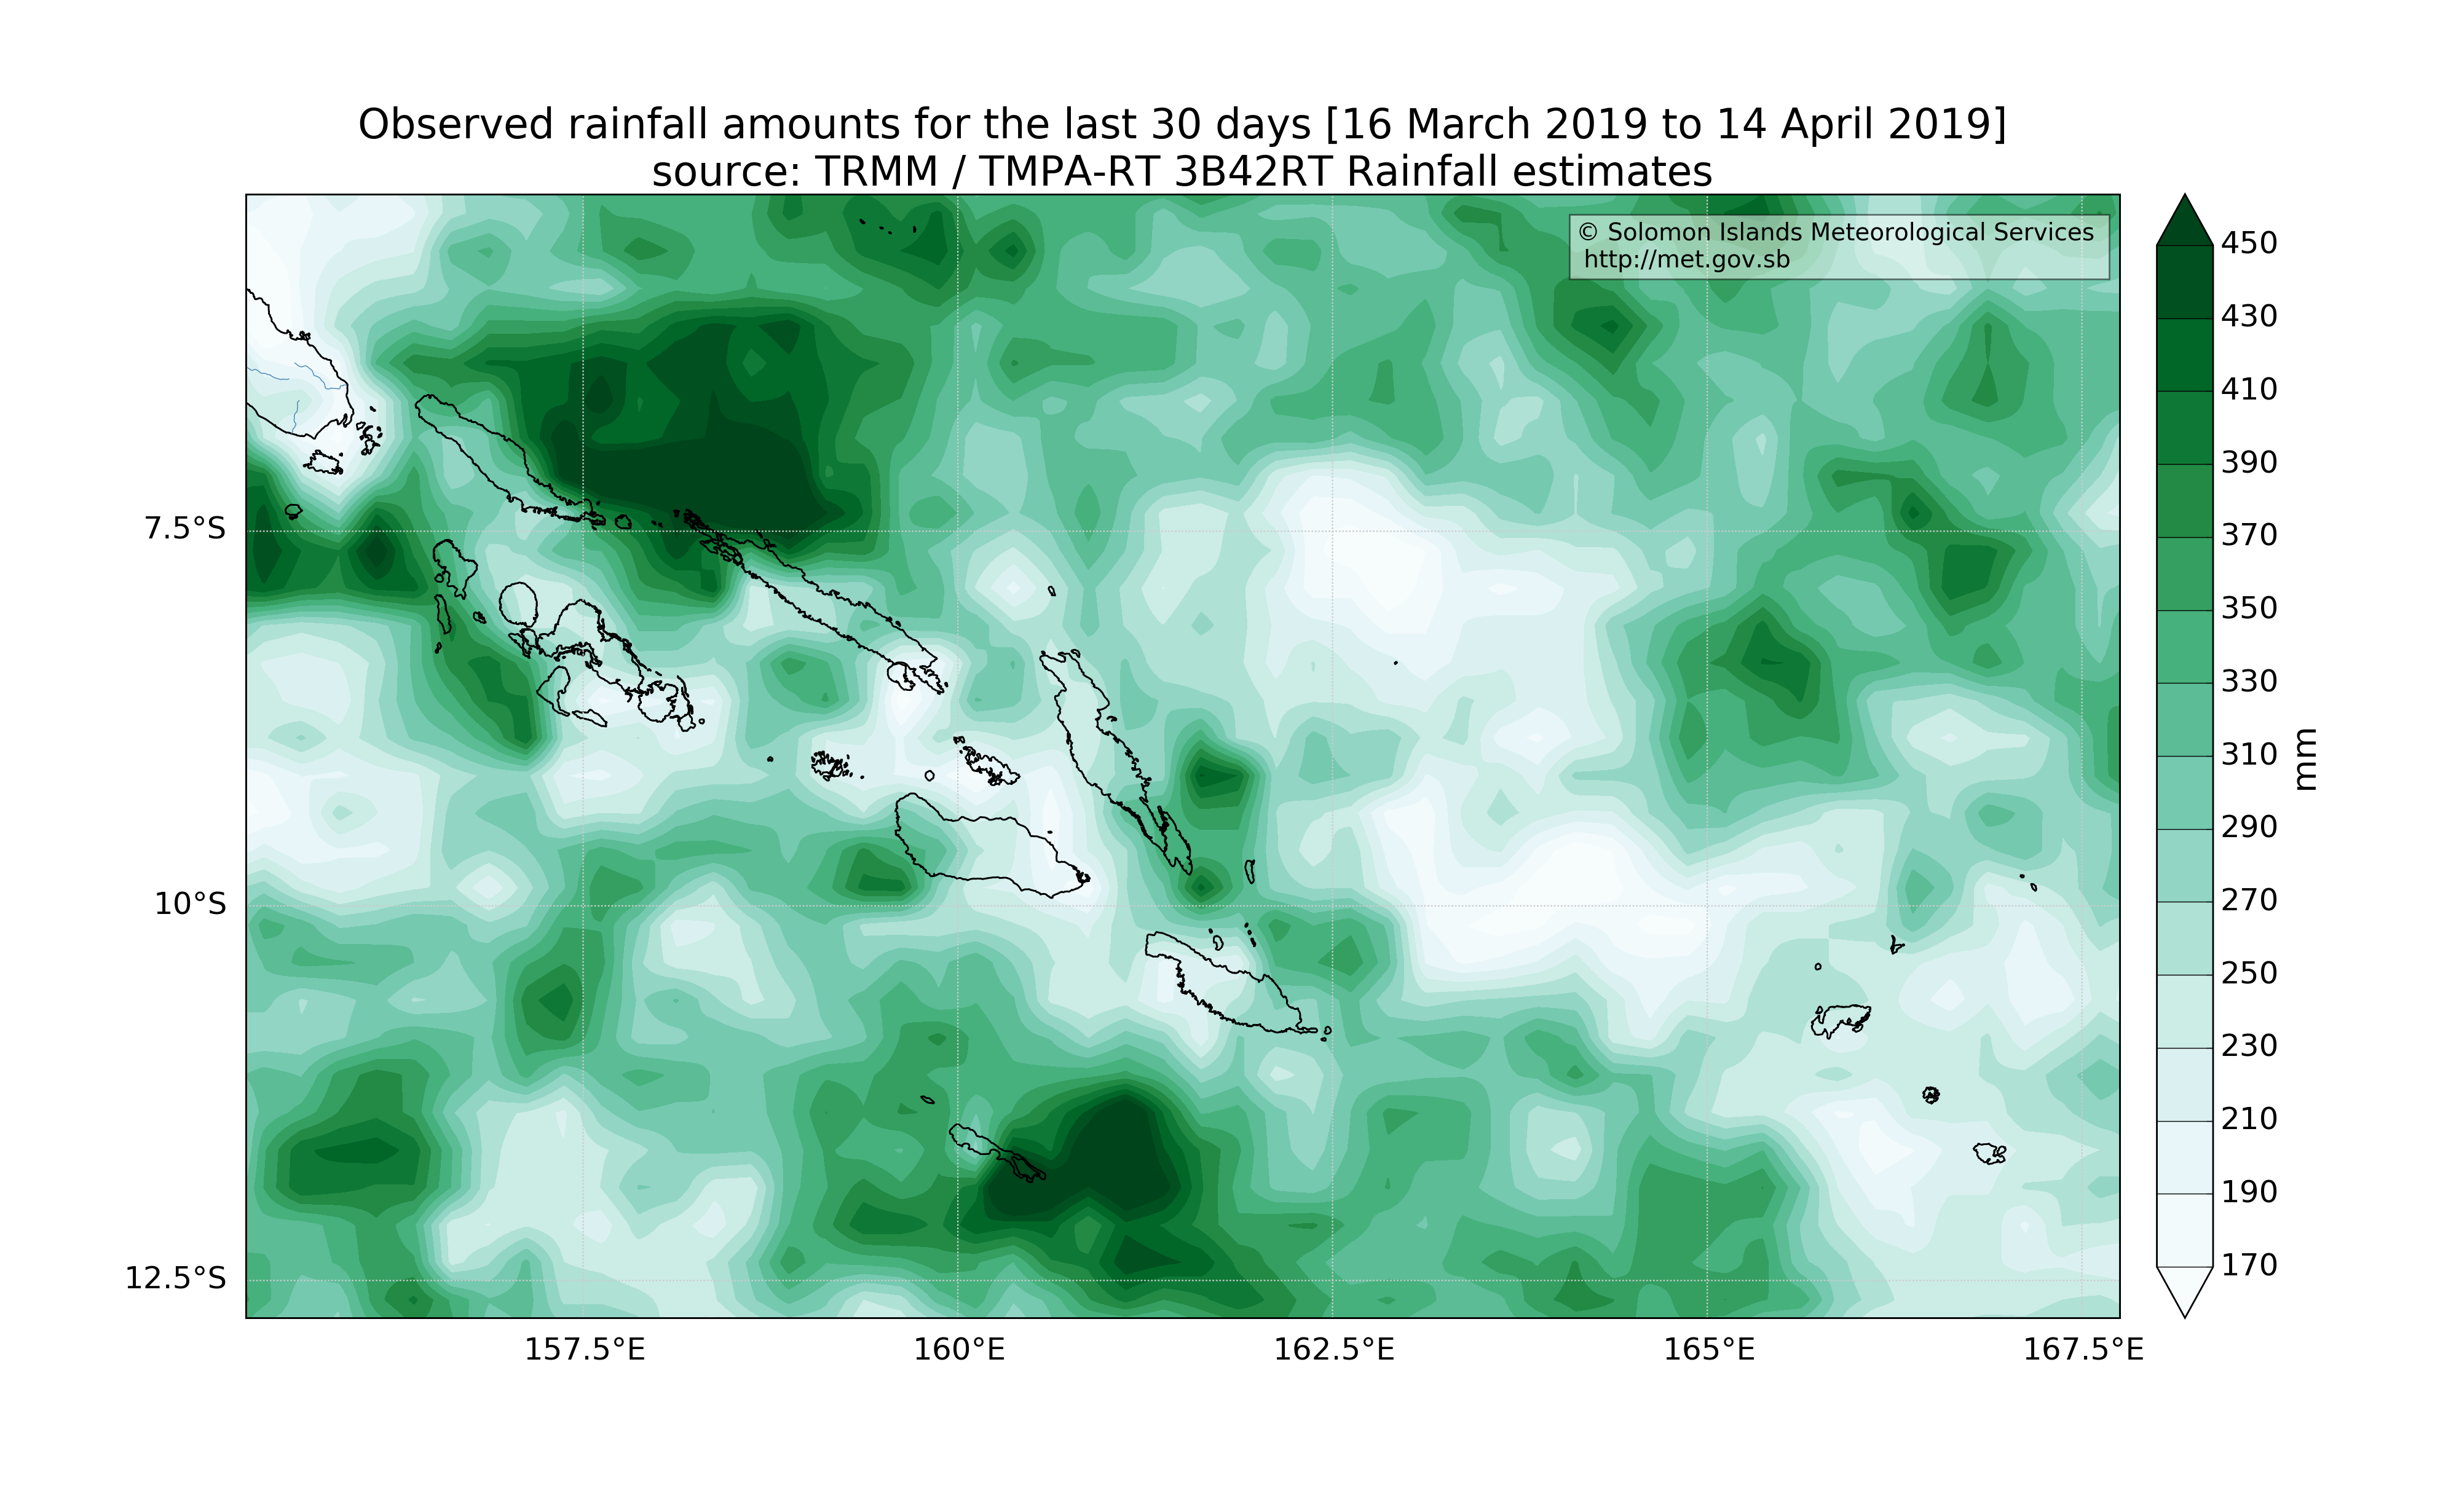 Observed rainfall amounts for the last 30 days [16 March 2019 to 14 April 2019]
source: TRMM / TMPA-RT 3B42RT Rainfall estimates
© Solomon Islands Meteorological Services
http://met.gov.sb
7.5°S
10°S
12.5°S
157.5°E
160°E
162.5°E
165°E
167.5°E
450
430
410
390
370
350
330
310
290
270
250
230
210
190
170
mm